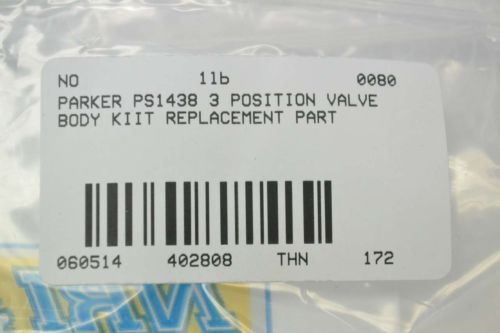 NO 1lb 0080
PARKER PS1438 3 POSITION VALVE
BODY KIIT REPLACEMENT PART
060514 402808 THN 172